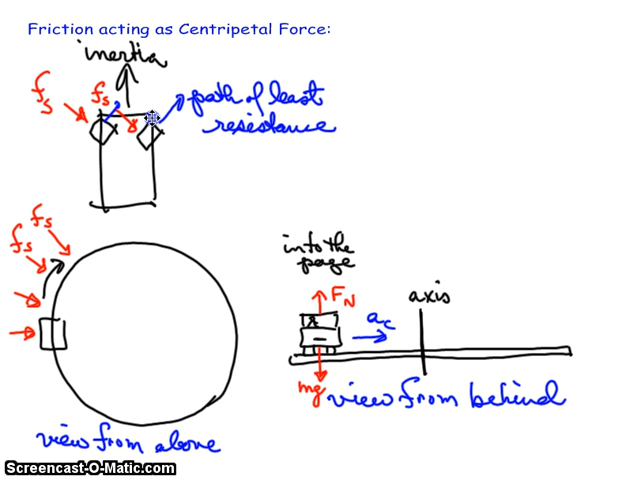 Friction acting as Centripetal Force:
inertia
fs
fs
path of least
resistance
fs
fs
into the
page
FN
ac
axis
mg
view from behind
view from above
Screencast-O-Matic.com